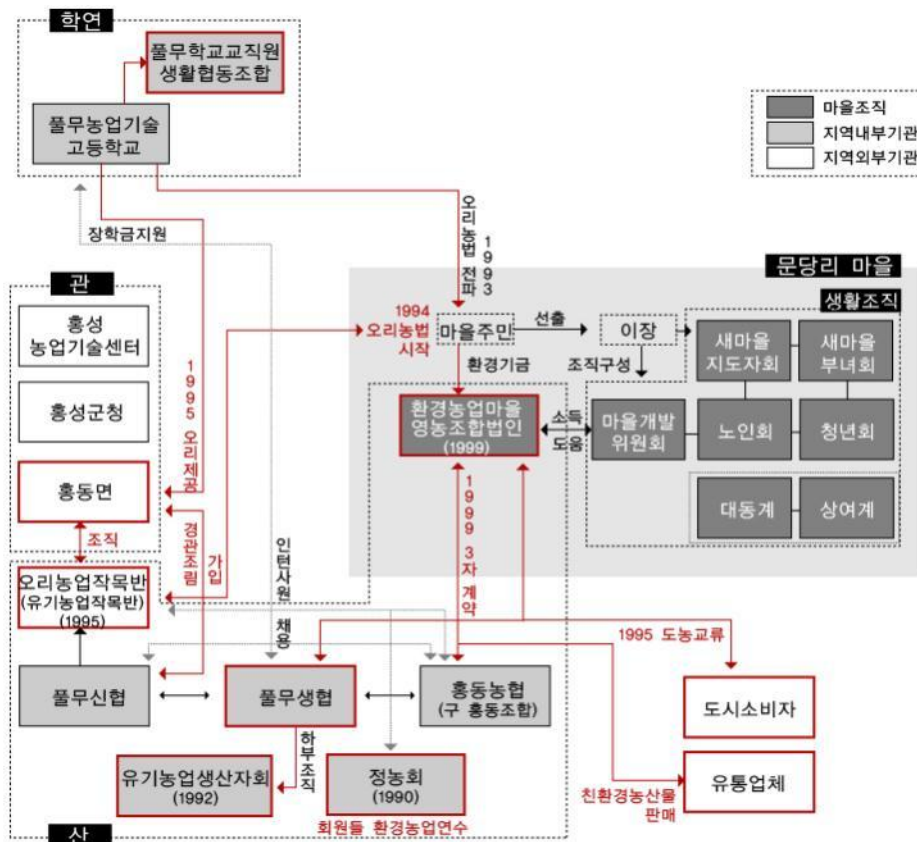 학연
풀무학교교직원
생활협동조합
풀무농업기술
고등학교
마을조직
지역내부기관
지역외부기관
장학금지원
오리농법 전파
1993
문당리 마을
관
생활조직
홍성
농업기술센터
1994
오리농법
시작
마을주민
선출
이장
새마을
지도자회
새마을
부녀회
환경기금
조직구성
1995 오리제공
홍성군청
환경농업마을
영농조합법인
(1999)
소득
도움
마을개발
위원회
노인회
청년회
홍동면
대동계
상여계
조직
경관조림
가입
인턴사원 채용
1999 3자 계약
오리농업작목반
(유기농업작목반)
(1995)
1995 도농교류
풀무신협
풀무생협
홍동농협
(구 홍동조합)
도시소비자
하부조직
유기농업생산자회
(1992)
정농회
(1990)
유통업체
친환경농산물
판매
회원들 환경농업연수
산